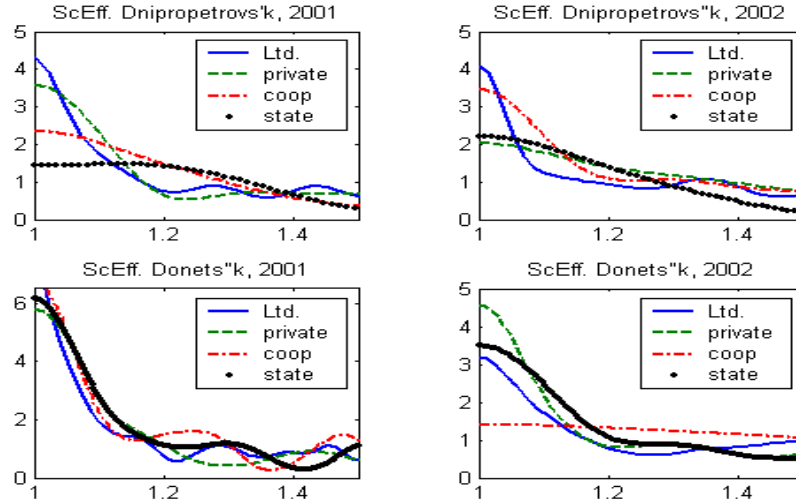 ScEff. Dnipropetrovs'k, 2001
5
4
3
2
1
0
1
1.2
1.4
Ltd.
private
coop
state
ScEff. Dnipropetrovs"k, 2002
5
4
3
2
1
0
1
1.2
1.4
Ltd.
private
coop
state
ScEff. Donets"k, 2001
6
4
2
0
1
1.2
1.4
Ltd.
private
coop
state
ScEff. Donets"k, 2002
5
4
3
2
1
0
1
1.2
1.4
Ltd.
private
coop
state